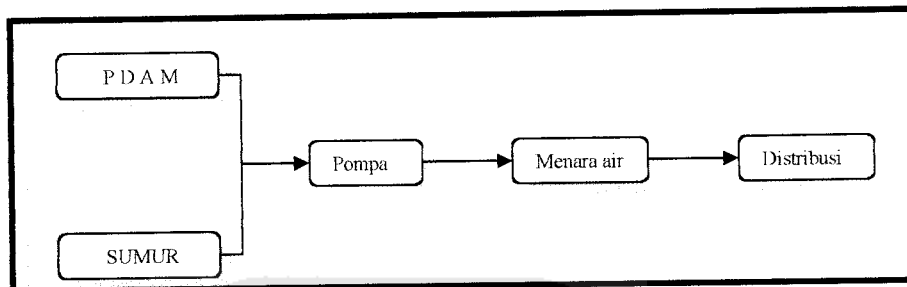 P D A M
Pompa
Menara air
Distribusi
SUMUR